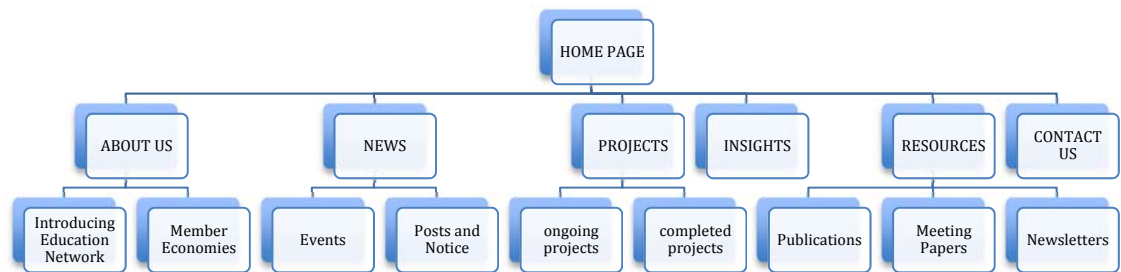 HOME PAGE
ABOUT US
NEWS
PROJECTS
INSIGHTS
RESOURCES
CONTACT
US
Introducing
Education
Network
Member
Economies
Events
Posts and
Notice
ongoing
projects
completed
projects
Publications
Meeting
Papers
Newsletters